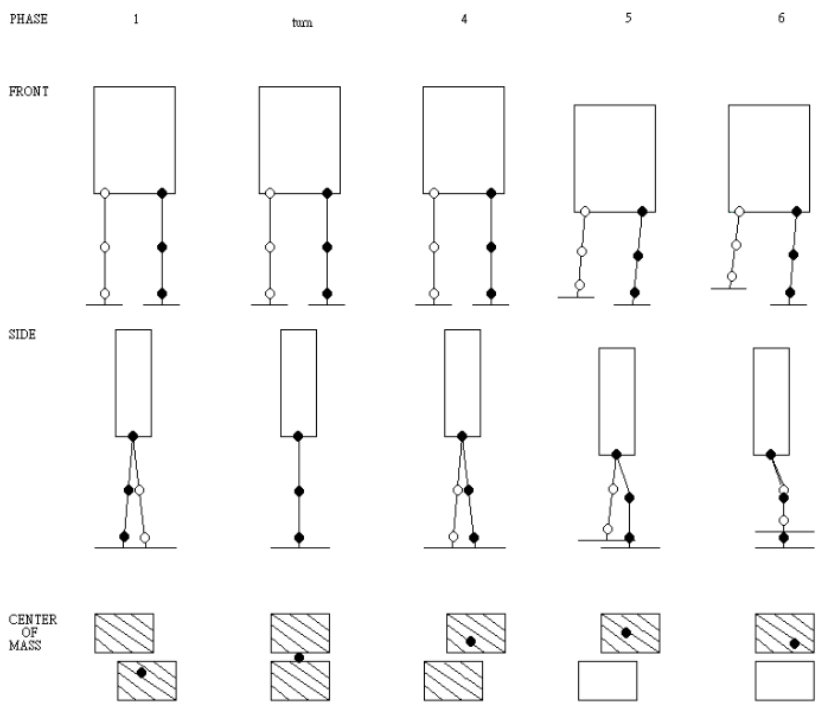 PHASE 1 turn 4 5 6
FRONT
SIDE
CENTER
OF
MASS